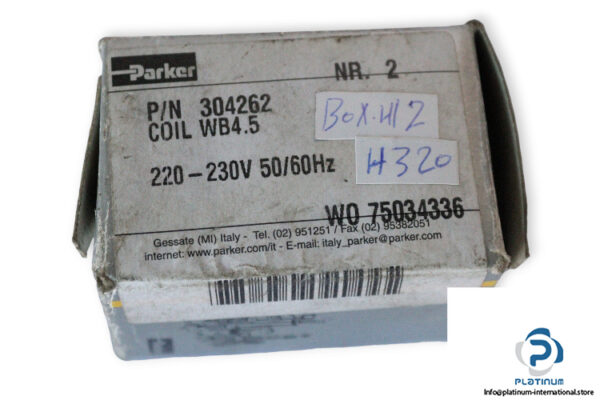 Parker
NR. 2
P/N 304262
COIL WB4.5
BOX.H12
220-230V 50/60Hz
H320
WO 75034336
Gessate (MI) Italy - Tel. (02) 951251 / Fax (02) 95382051
internet: www.parker.com/it - E-mail: italy_parker@parker.com
PLATINUM
Info@platinum-international.store